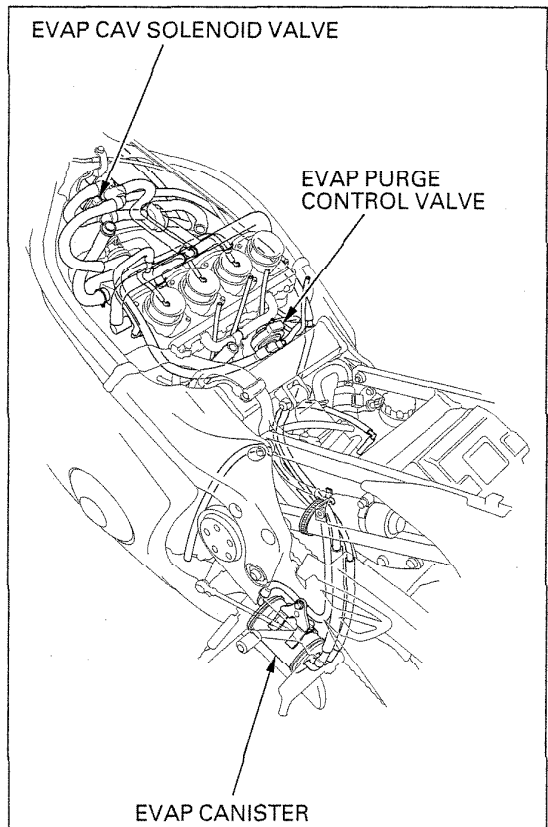 EVAP CAV SOLENOID VALVE
EVAP PURGE
CONTROL VALVE
EVAP CANISTER